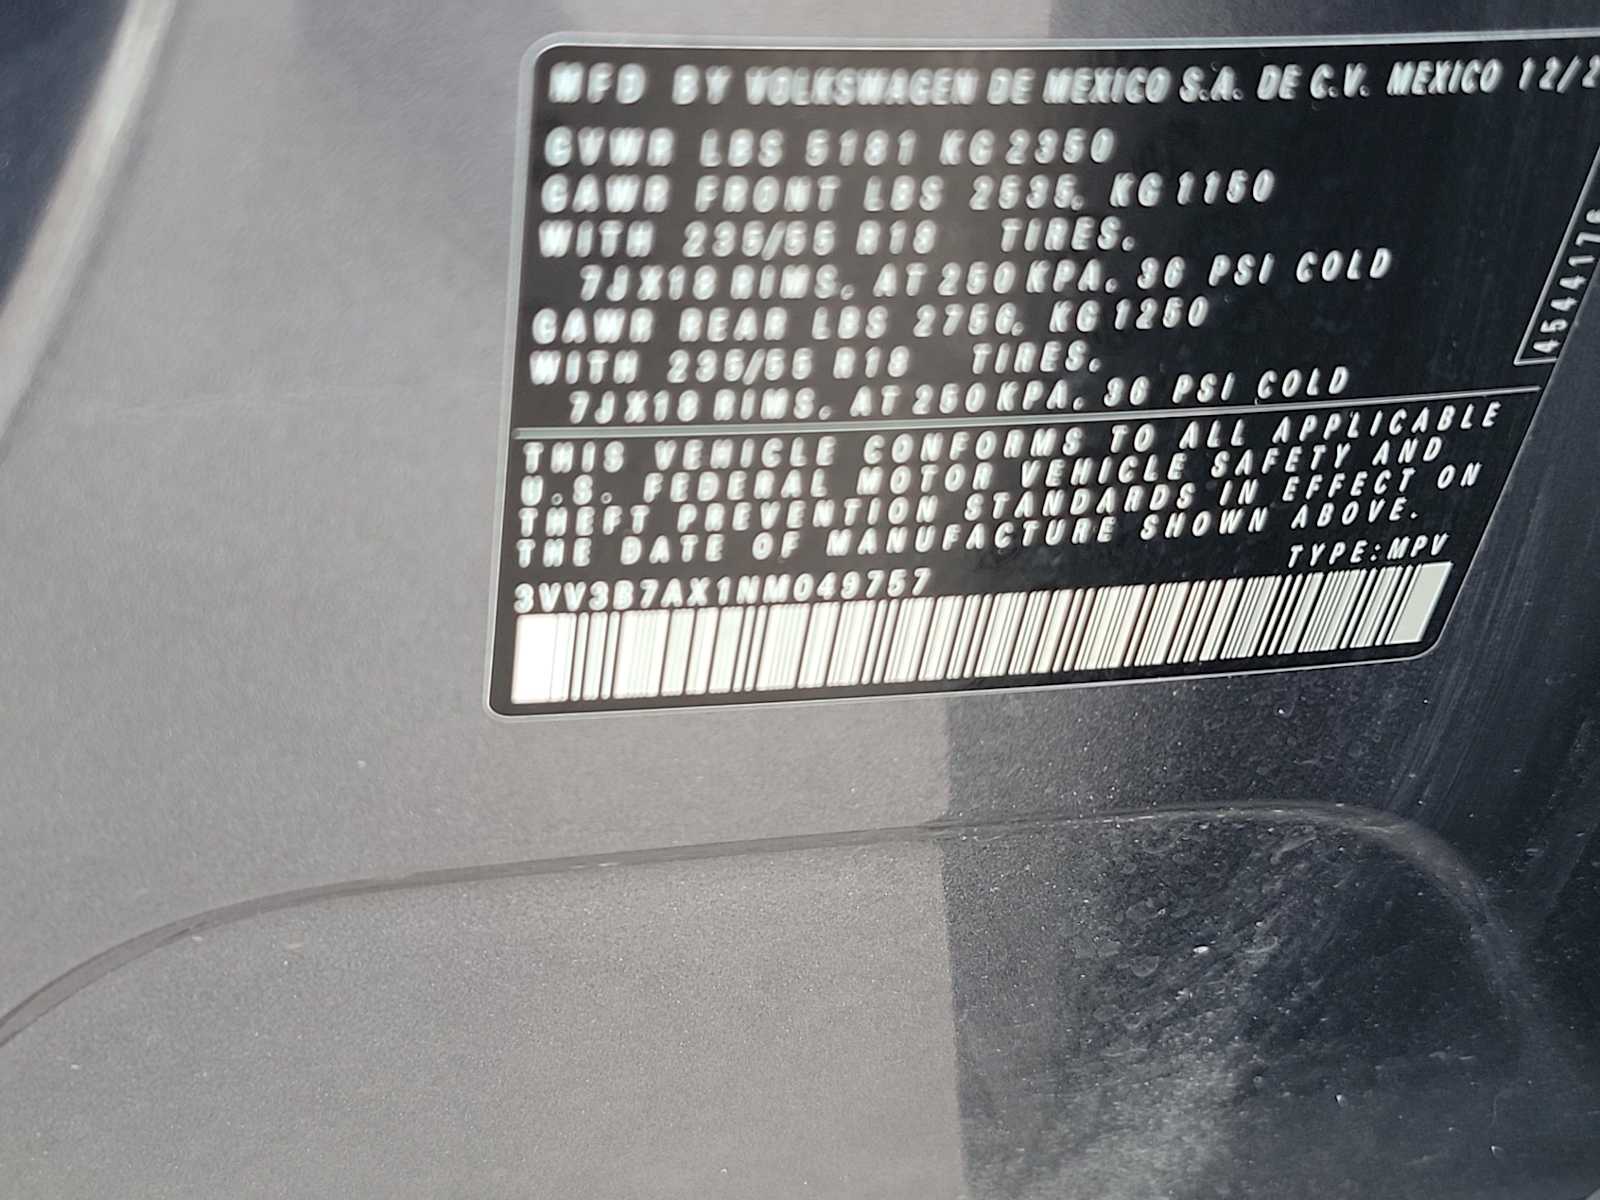 MFD BY VOLKSWAGEN DE MEXICO S.A. DE C.V. MEXICO 12/2
GVWR LBS 5181 KG 2350
GAWR FRONT LBS 2535. KG 1150
WITH 235/55 R18 TIRES.
7JX18 RIMS. AT 250 KPA. 36 PSI COLD
GAWR REAR LBS 2756. KG 1250
WITH 235/55 R18 TIRES.
7JX18 RIMS. AT 250 KPA. 36 PSI COLD
THIS VEHICLE CONFORMS TO ALL APPLICABLE
U.S. FEDERAL MOTOR VEHICLE SAFETY AND
THEFT PREVENTION STANDARDS IN EFFECT ON
THE DATE OF MANUFACTURE SHOWN ABOVE.
TYPE:MPV
3VV3B7AX1NM049757